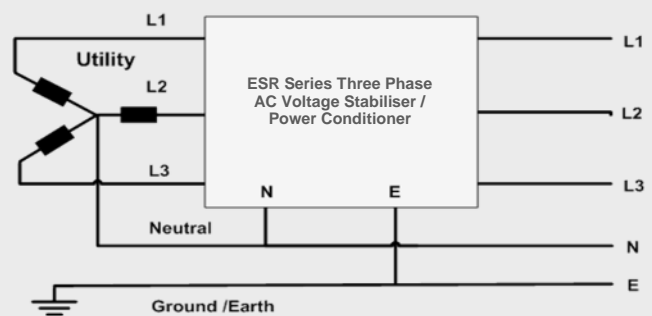 L1
Utility
L2
L3
ESR Series Three Phase
AC Voltage Stabiliser /
Power Conditioner
N
E
Neutral
Ground /Earth
L1
L2
L3
N
E